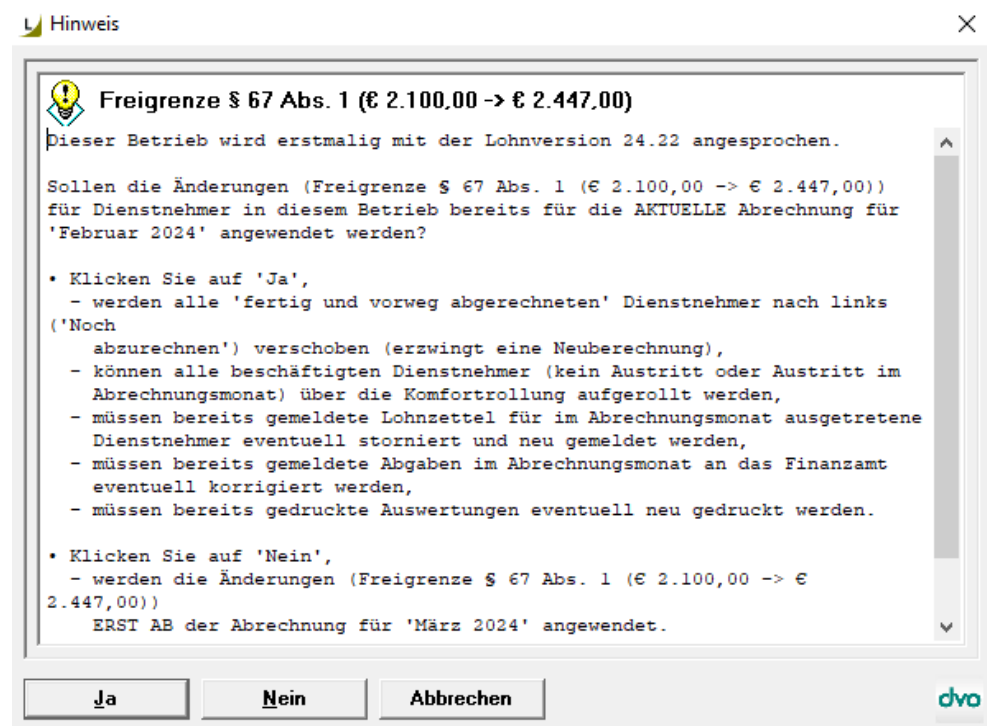 Hinweis
Freigrenze § 67 Abs. 1 (€ 2.100,00 -> € 2.447,00)
Dieser Betrieb wird erstmalig mit der Lohnversion 24.22 angesprochen.
Sollen die Änderungen (Freigrenze § 67 Abs. 1 (€ 2.100,00 -> € 2.447,00))
für Dienstnehmer in diesem Betrieb bereits für die AKTUELLE Abrechnung für
'Februar 2024' angewendet werden?
• Klicken Sie auf 'Ja',
- werden alle 'fertig und vorweg abgerechneten' Dienstnehmer nach links
('Noch
abzurechnen') verschoben (erzwingt eine Neuberechnung),
- können alle beschäftigten Dienstnehmer (kein Austritt oder Austritt im
Abrechnungsmonat) über die Komfortrollung aufgerollt werden,
- müssen bereits gemeldete Lohnzettel für im Abrechnungsmonat ausgetretene
Dienstnehmer eventuell storniert und neu gemeldet werden,
- müssen bereits gemeldete Abgaben im Abrechnungsmonat an das Finanzamt
eventuell korrigiert werden,
- müssen bereits gedruckte Auswertungen eventuell neu gedruckt werden.
• Klicken Sie auf 'Nein',
- werden die Änderungen (Freigrenze § 67 Abs. 1 (€ 2.100,00 -> €
2.447,00))
ERST AB der Abrechnung für 'März 2024' angewendet.
Ja
Nein
Abbrechen
dvo